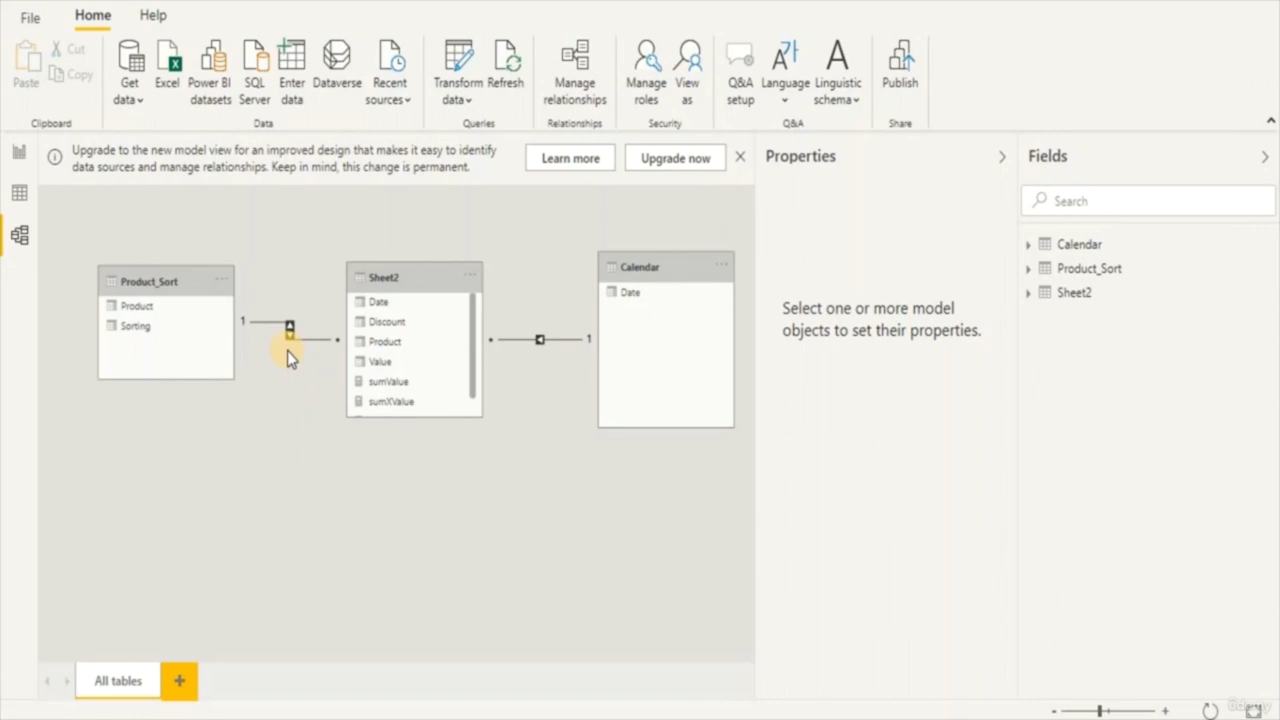 File Home Help
Paste
Cut
Copy
Clipboard
Get data
Excel
Power BI datasets
SQL Server
Enter data
Dataverse
Recent sources
Data
Transform data
Refresh
Queries
Manage relationships
Relationships
Manage roles
View as
Security
Q&A setup
Language
Linguistic schema
Q&A
Publish
Share
Upgrade to the new model view for an improved design that makes it easy to identify
data sources and manage relationships. Keep in mind, this change is permanent.
Learn more
Upgrade now
Product_Sort
Product
Sorting
1
*
Sheet2
Date
Discount
Product
Value
sumValue
sumXValue
*
1
Calendar
Date
Properties
Select one or more model
objects to set their properties.
Fields
Search
Calendar
Product_Sort
Sheet2
All tables
+
- +
Udemy